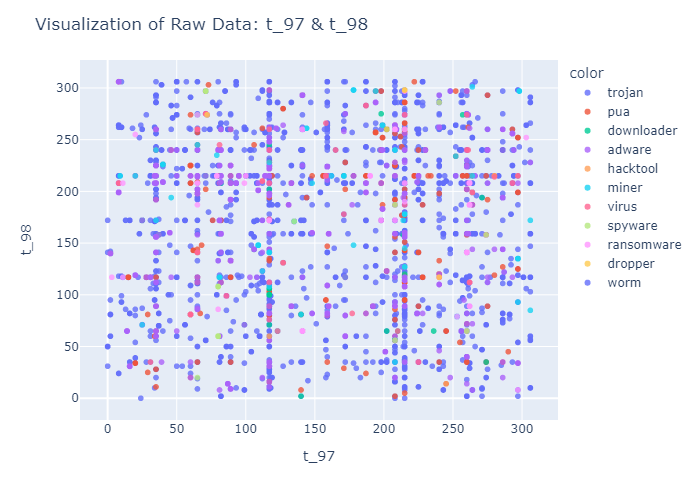 Visualization of Raw Data: t_97 & t_98
t_98
300
250
200
150
100
50
0
0 50 100 150 200 250 300
t_97
color
trojan
pua
downloader
adware
hacktool
miner
virus
spyware
ransomware
dropper
worm